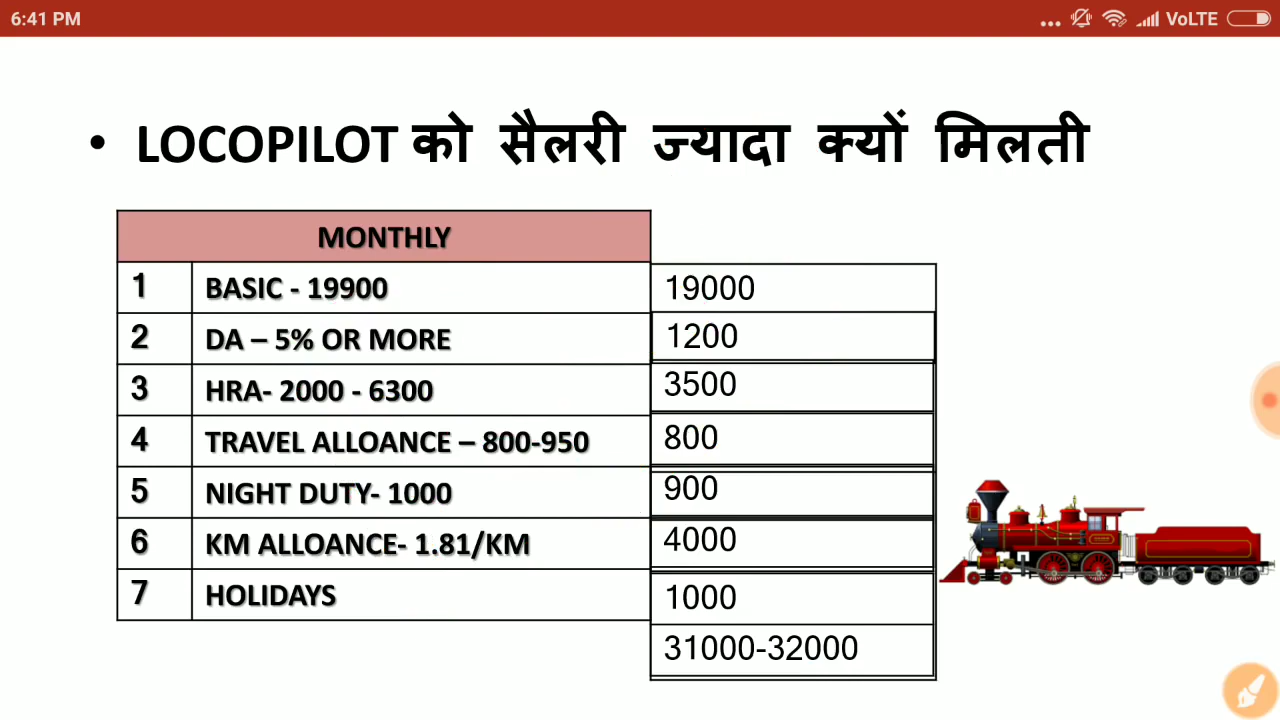 6:41 PM
... VoLTE
• LOCOPILOT को सैलरी ज्यादा क्यों मिलती
MONTHLY
1 BASIC - 19900 19000
2 DA – 5% OR MORE 1200
3 HRA- 2000 - 6300 3500
4 TRAVEL ALLOANCE – 800-950 800
5 NIGHT DUTY- 1000 900
6 KM ALLOANCE- 1.81/KM 4000
7 HOLIDAYS 1000
31000-32000